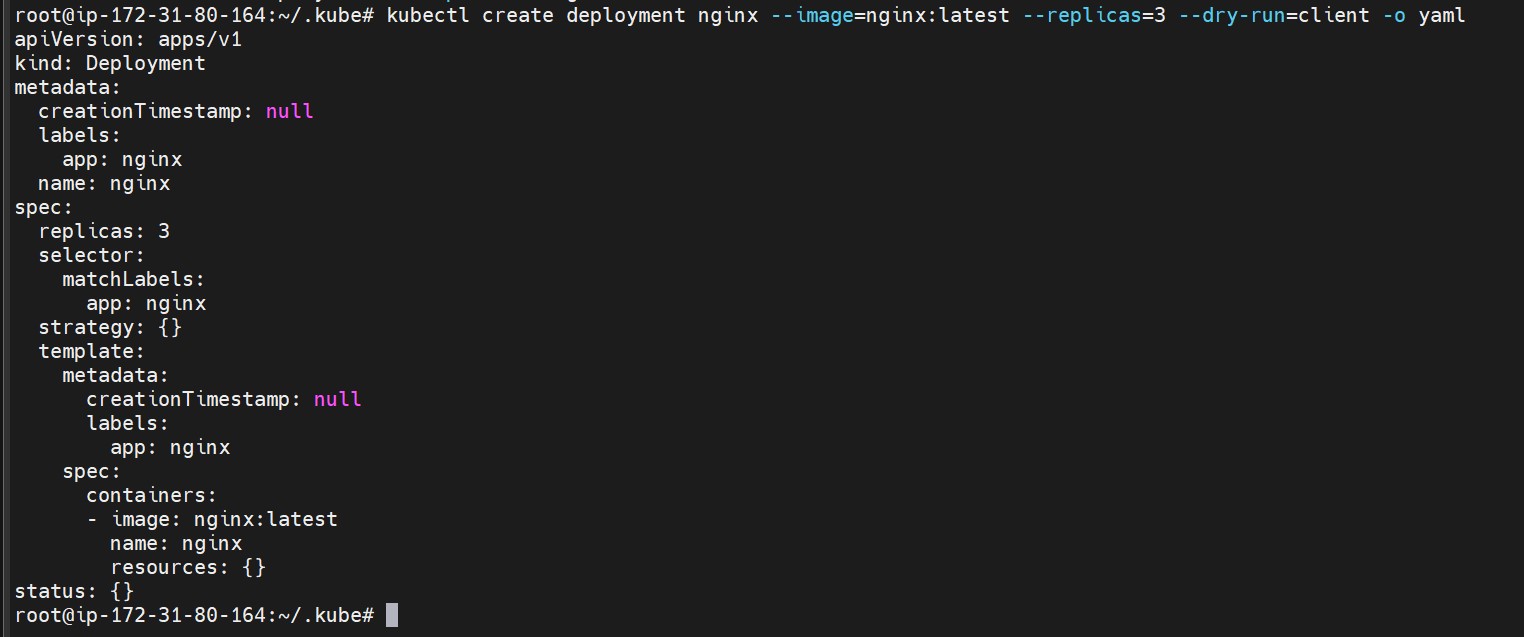 root@ip-172-31-80-164:~/.kube# kubectl create deployment nginx --image=nginx:latest --replicas=3 --dry-run=client -o yaml
apiVersion: apps/v1
kind: Deployment
metadata:
  creationTimestamp: null
  labels:
    app: nginx
  name: nginx
spec:
  replicas: 3
  selector:
    matchLabels:
      app: nginx
  strategy: {}
  template:
    metadata:
      creationTimestamp: null
      labels:
        app: nginx
    spec:
      containers:
      - image: nginx:latest
        name: nginx
        resources: {}
status: {}
root@ip-172-31-80-164:~/.kube#